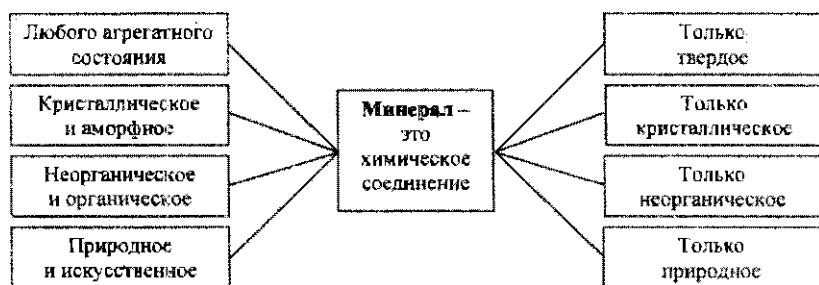 Любого агрегатного
состояния
Кристаллическое
и аморфное
Неорганическое
и органическое
Природное
и искусственное
Минерал –
это
химическое
соединение
Только
твердое
Только
кристаллическое
Только
неорганическое
Только
природное